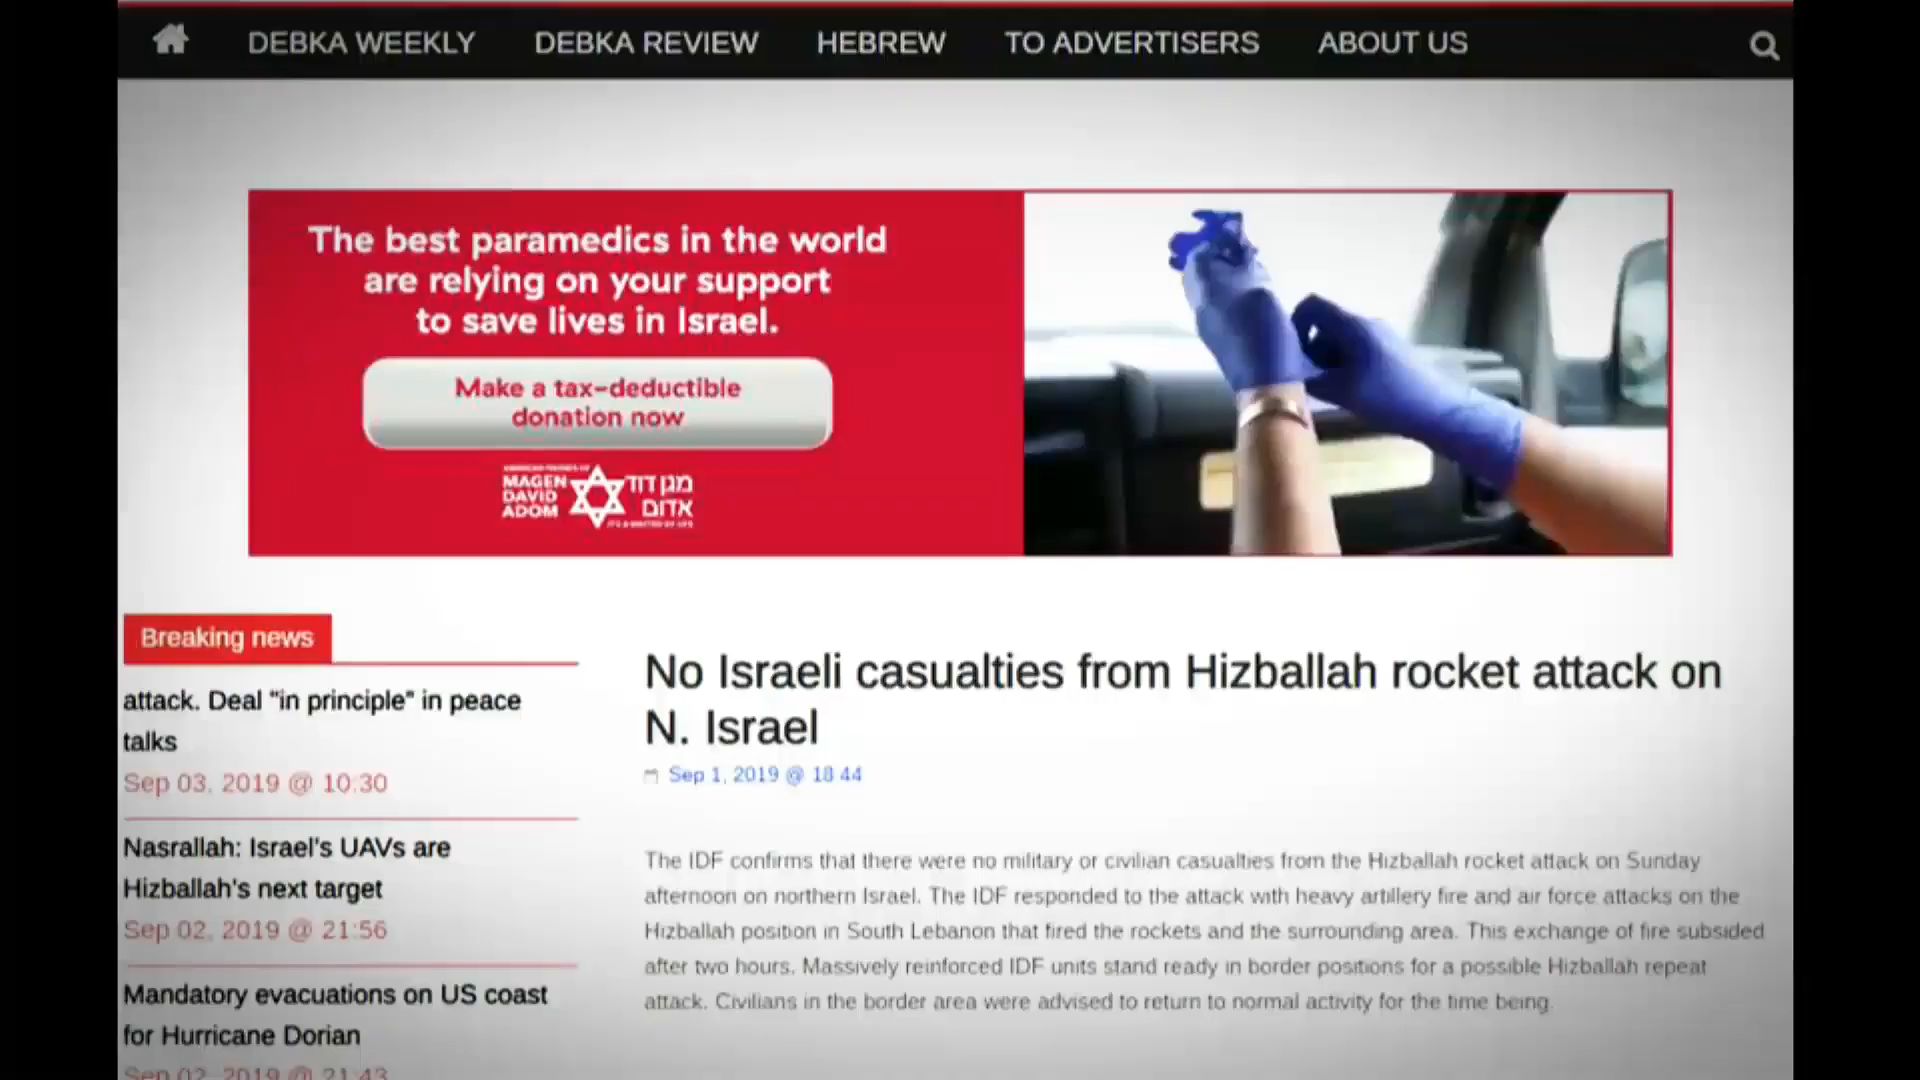 DEBKA WEEKLY DEBKA REVIEW HEBREW TO ADVERTISERS ABOUT US
The best paramedics in the world
are relying on your support
to save lives in Israel.
Make a tax-deductible
donation now
MAGEN
DAVID
ADOM
מגן דוד
אדום
Breaking news
attack. Deal "in principle" in peace
talks
Sep 03, 2019 @ 10:30
Nasrallah: Israel's UAVs are
Hizballah's next target
Sep 02, 2019 @ 21:56
Mandatory evacuations on US coast
for Hurricane Dorian
Sep 02, 2019 @ 21:43
No Israeli casualties from Hizballah rocket attack on
N. Israel
Sep 1, 2019 @ 18:44
The IDF confirms that there were no military or civilian casualties from the Hizballah rocket attack on Sunday
afternoon on northern Israel. The IDF responded to the attack with heavy artillery fire and air force attacks on the
Hizballah position in South Lebanon that fired the rockets and the surrounding area. This exchange of fire subsided
after two hours. Massively reinforced IDF units stand ready in border positions for a possible Hizballah repeat
attack. Civilians in the border area were advised to return to normal activity for the time being.